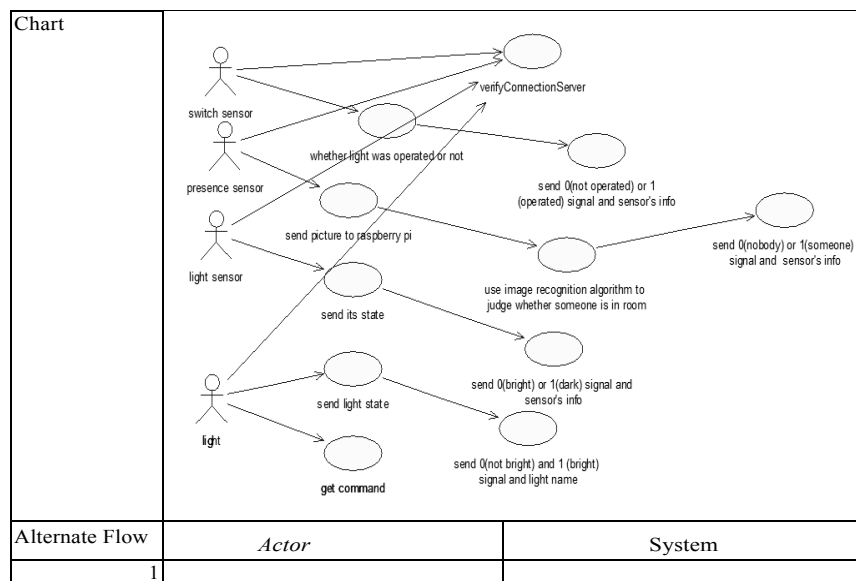 Chart
switch sensor
verifyConnectionServer
whether light was operated or not
presence sensor
send 0(not operated) or 1
(operated) signal and sensor's info
send picture to raspberry pi
send 0(nobody) or 1(someone)
signal and sensor's info
light sensor
use image recognition algorithm to
judge whether someone is in room
send its state
send 0(bright) or 1(dark) signal and
sensor's info
send light state
light
send 0(not bright) and 1 (bright)
signal and light name
get command
Alternate Flow
Actor
System
1